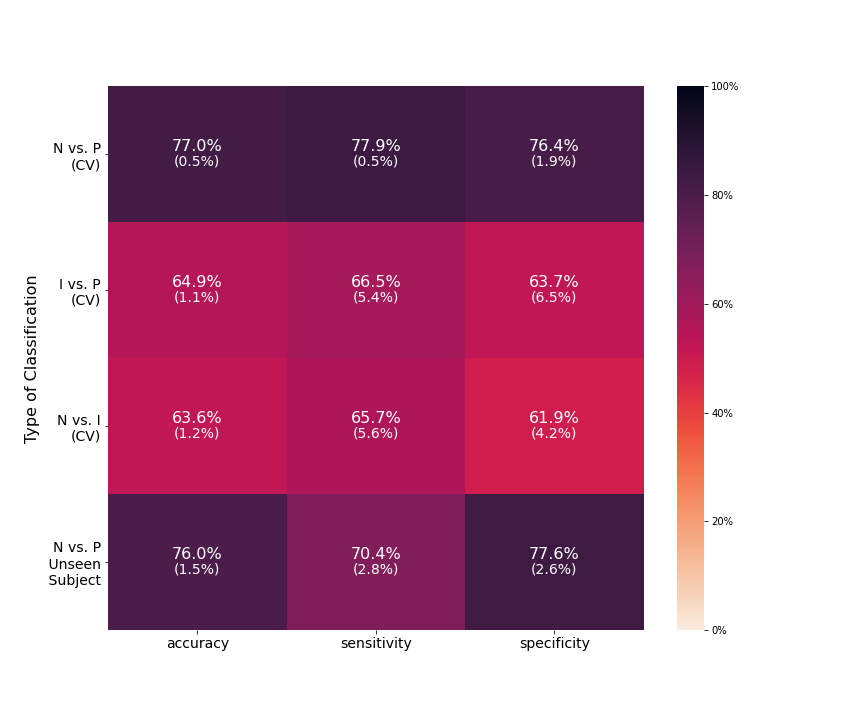 Type of Classification
N vs. P
(CV)
77.0%
(0.5%)
77.9%
(0.5%)
76.4%
(1.9%)
I vs. P
(CV)
64.9%
(1.1%)
66.5%
(5.4%)
63.7%
(6.5%)
N vs. I
(CV)
63.6%
(1.2%)
65.7%
(5.6%)
61.9%
(4.2%)
N vs. P
Unseen
Subject
76.0%
(1.5%)
70.4%
(2.8%)
77.6%
(2.6%)
accuracy
sensitivity
specificity
100%
80%
60%
40%
20%
0%